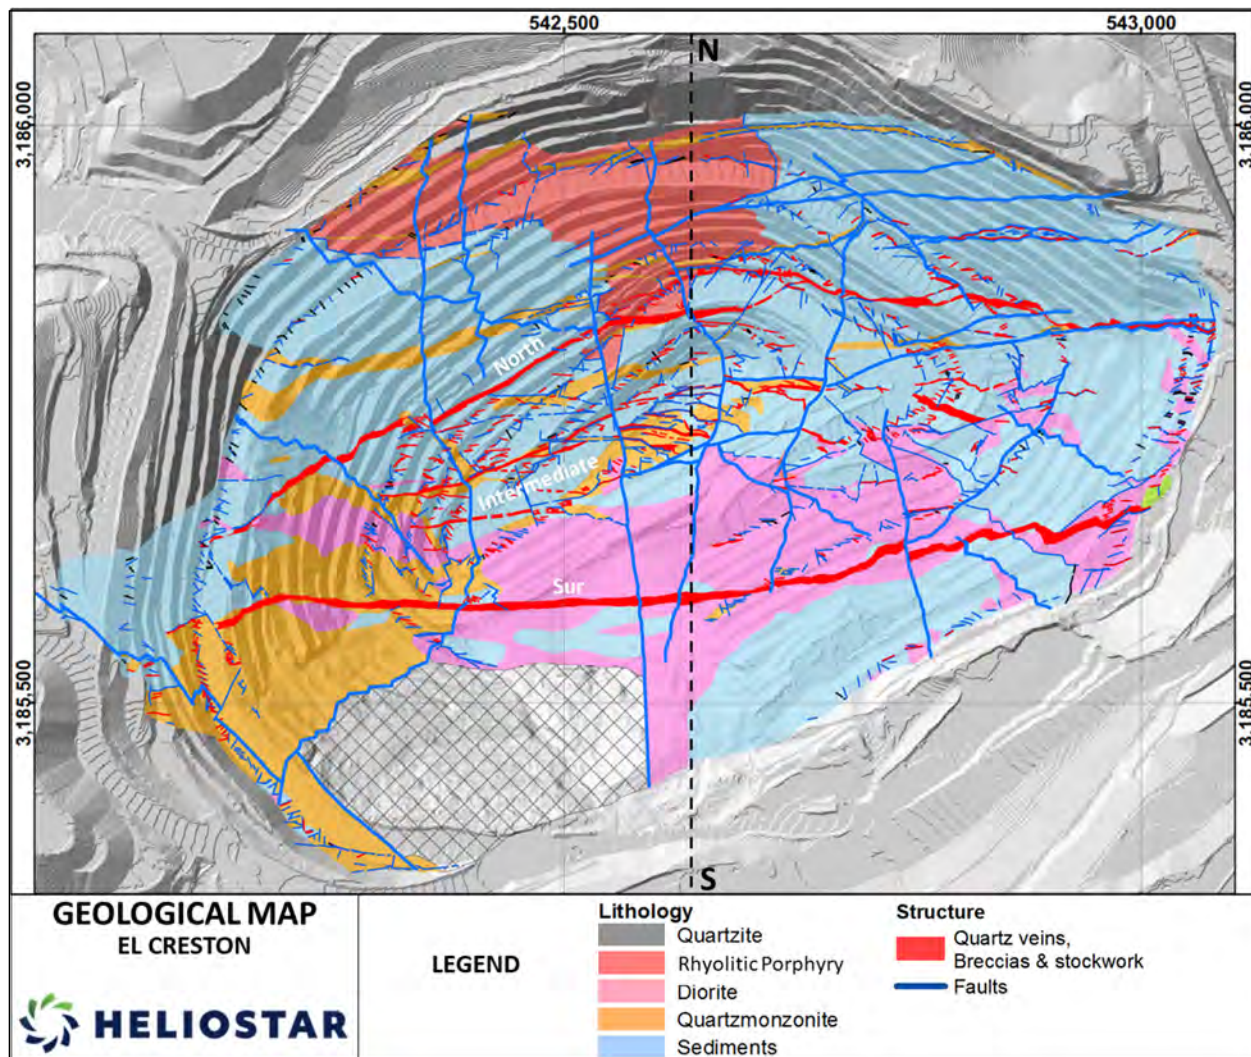 542,500
543,000
N
3,186,000
3,186,000
North
Intermediate
Sur
3,185,500
3,185,500
S
GEOLOGICAL MAP
EL CRESTON
HELIOSTAR
LEGEND
Lithology
Quartzite
Rhyolitic Porphyry
Diorite
Quartzmonzonite
Sediments
Structure
Quartz veins,
Breccias & stockwork
Faults